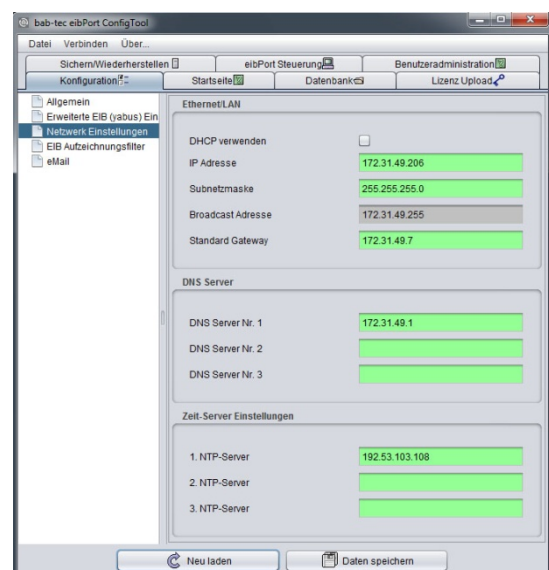 bab-tec eibPort ConfigTool
Datei Verbinden Über...
Sichern/Wiederherstellen eibPort Steuerung Benutzeradministration
Konfiguration Startseite Datenbank Lizenz Upload
Allgemein
Erweiterte EIB (yabus) Ein
Netzwerk Einstellungen
EIB Aufzeichnungsfilter
eMail
Ethernet/LAN
DHCP verwenden
IP Adresse 172.31.49.206
Subnetzmaske 255.255.255.0
Broadcast Adresse 172.31.49.255
Standard Gateway 172.31.49.7
DNS Server
DNS Server Nr. 1 172.31.49.1
DNS Server Nr. 2
DNS Server Nr. 3
Zeit-Server Einstellungen
1. NTP-Server 192.53.103.108
2. NTP-Server
3. NTP-Server
Neu laden Daten speichern